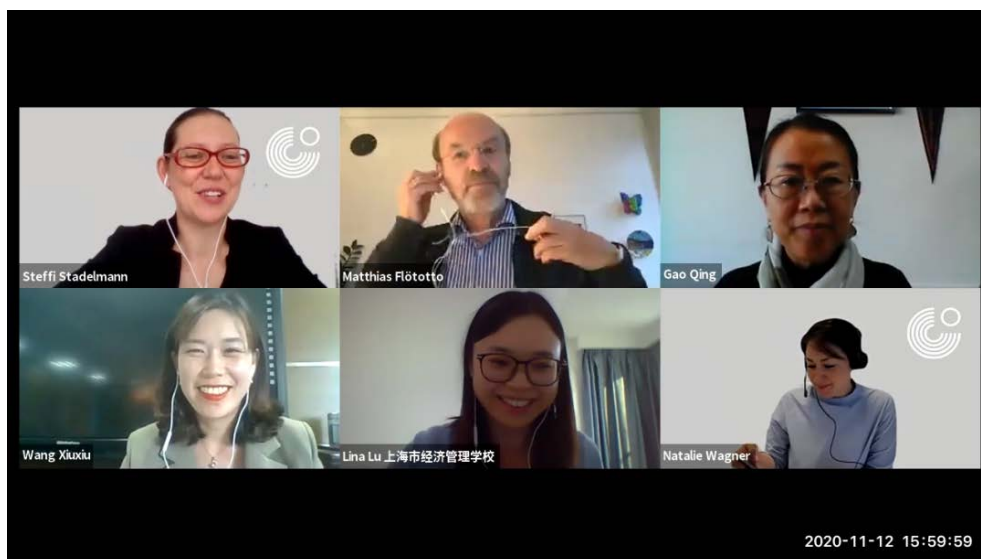 Steffi Stadelmann
Matthias Flötotto
Gao Qing
Wang Xiuxiu
Lina Lu 上海市经济管理学校
Natalie Wagner
2020-11-12 15:59:59